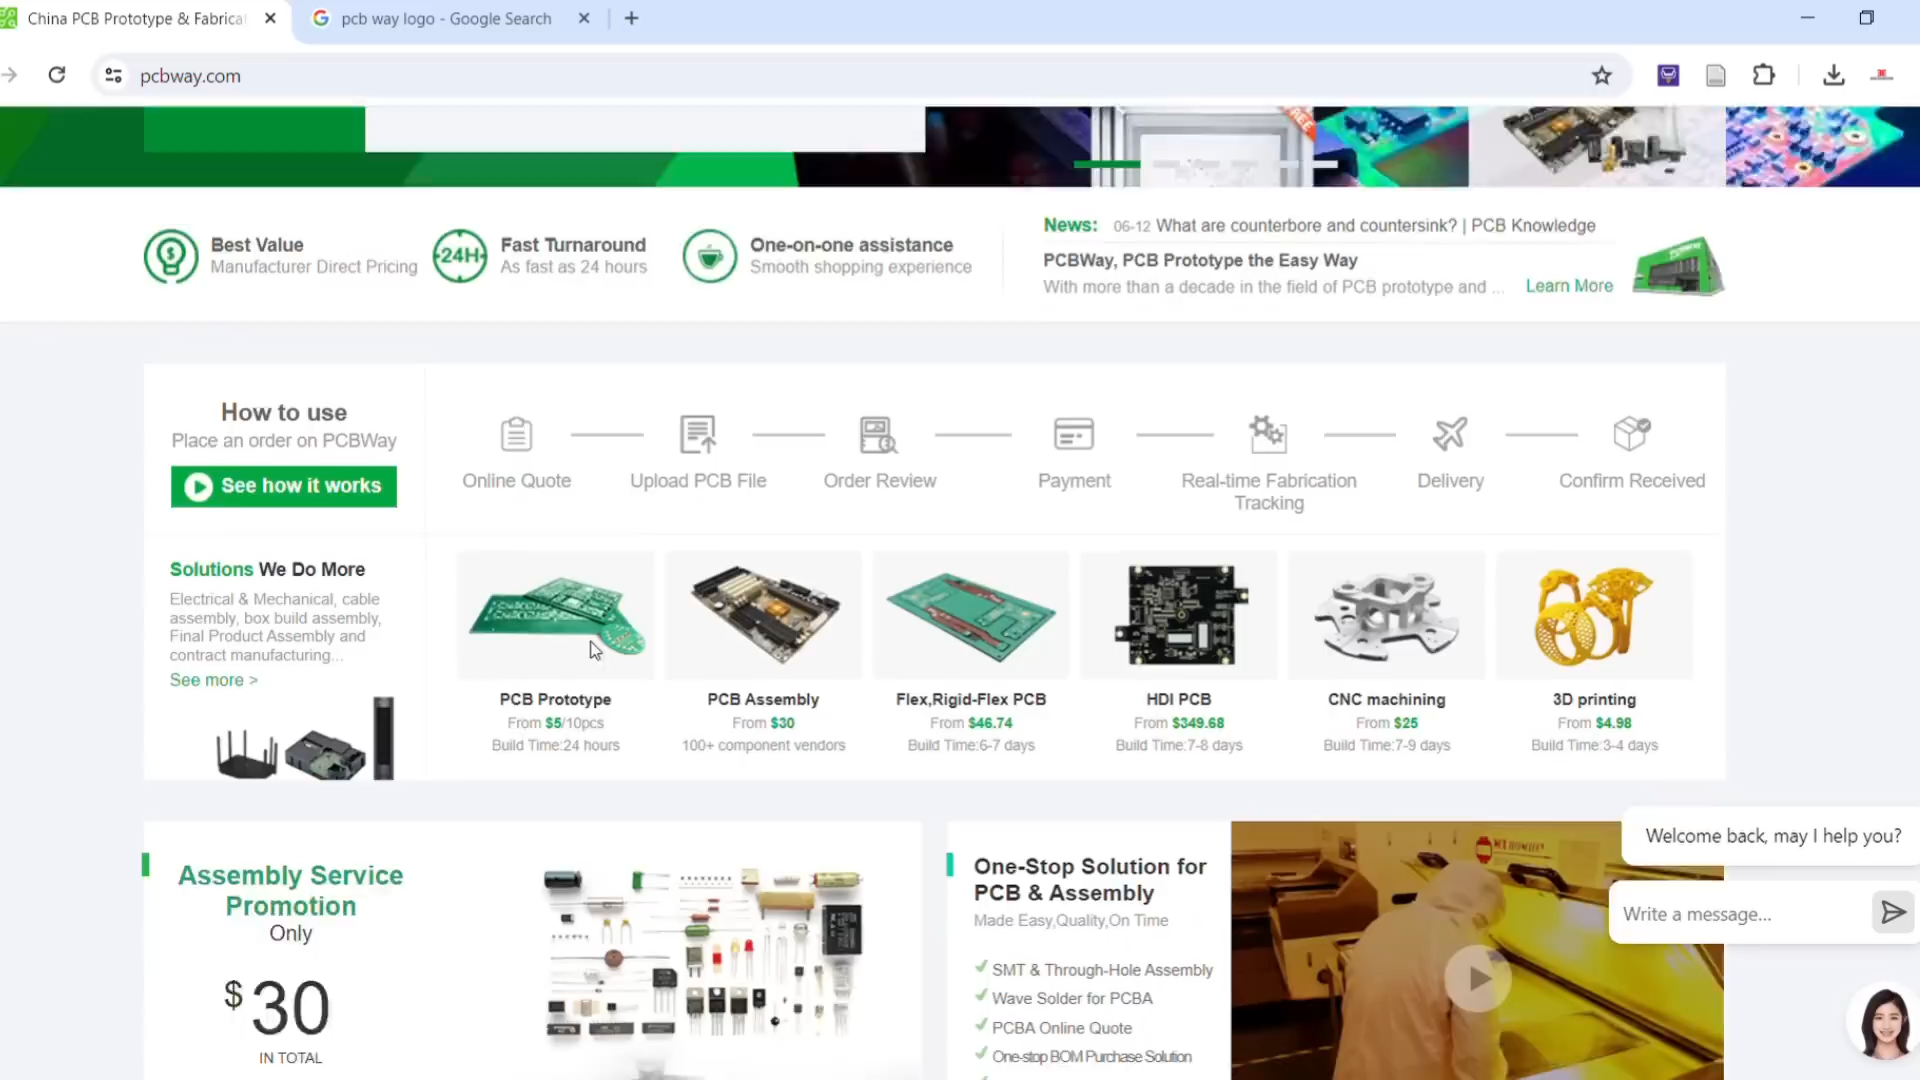 China PCB Prototype & Fabrica
pcb way logo - Google Search
pcbway.com
FREE
Best Value
Manufacturer Direct Pricing
24H
Fast Turnaround
As fast as 24 hours
One-on-one assistance
Smooth shopping experience
News: 06-12 What are counterbore and countersink? | PCB Knowledge
PCBWay, PCB Prototype the Easy Way
With more than a decade in the field of PCB prototype and ... Learn More
How to use
Place an order on PCBWay
See how it works
Online Quote
Upload PCB File
Order Review
Payment
Real-time Fabrication
Tracking
Delivery
Confirm Received
Solutions We Do More
Electrical & Mechanical, cable
assembly, box build assembly,
Final Product Assembly and
contract manufacturing...
See more >
PCB Prototype
From $5/10pcs
Build Time:24 hours
PCB Assembly
From $30
100+ component vendors
Flex,Rigid-Flex PCB
From $46.74
Build Time:6-7 days
HDI PCB
From $349.68
Build Time:7-8 days
CNC machining
From $25
Build Time:7-9 days
3D printing
From $4.98
Build Time:3-4 days
Assembly Service
Promotion
Only
$30
IN TOTAL
One-Stop Solution for
PCB & Assembly
Made Easy,Quality,On Time
SMT & Through-Hole Assembly
Wave Solder for PCBA
PCBA Online Quote
One-stop BOM Purchase Solution
Welcome back, may I help you?
Write a message...